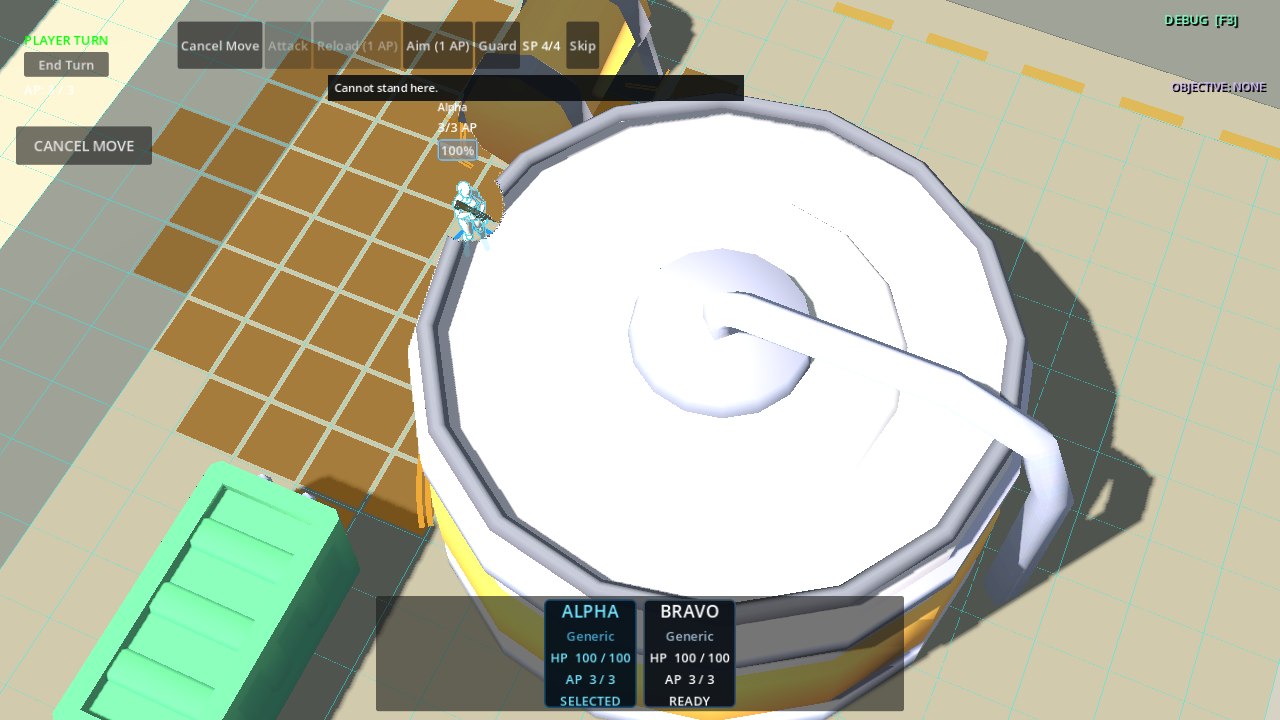 PLAYER TURN
End Turn
Cancel Move
Attack
Reload (1 AP)
Aim (1 AP)
Guard
SP 4/4
Skip
DEBUG [F3]
OBJECTIVE: NONE
Cannot stand here.
CANCEL MOVE
Alpha
3/3 AP
100%
ALPHA
Generic
HP 100 / 100
AP 3 / 3
SELECTED
BRAVO
Generic
HP 100 / 100
AP 3 / 3
READY